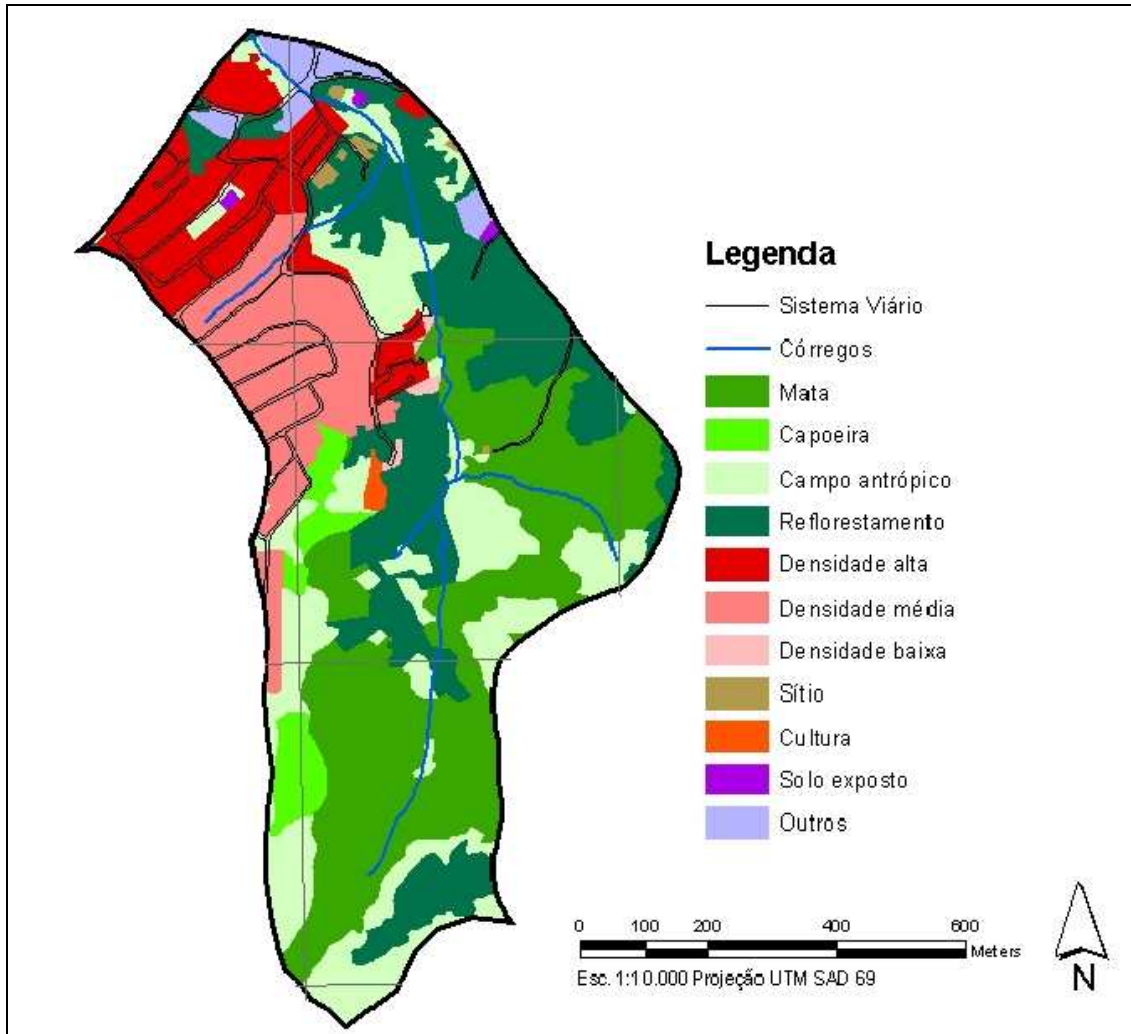 Legenda
Sistema Viário
Córregos
Mata
Capoeira
Campo antrópico
Reflorestamento
Densidade alta
Densidade média
Densidade baixa
Sítio
Cultura
Solo exposto
Outros
0 100 200 400 600
Meters
Esc. 1:10.000 Projeção UTM SAD 69
N